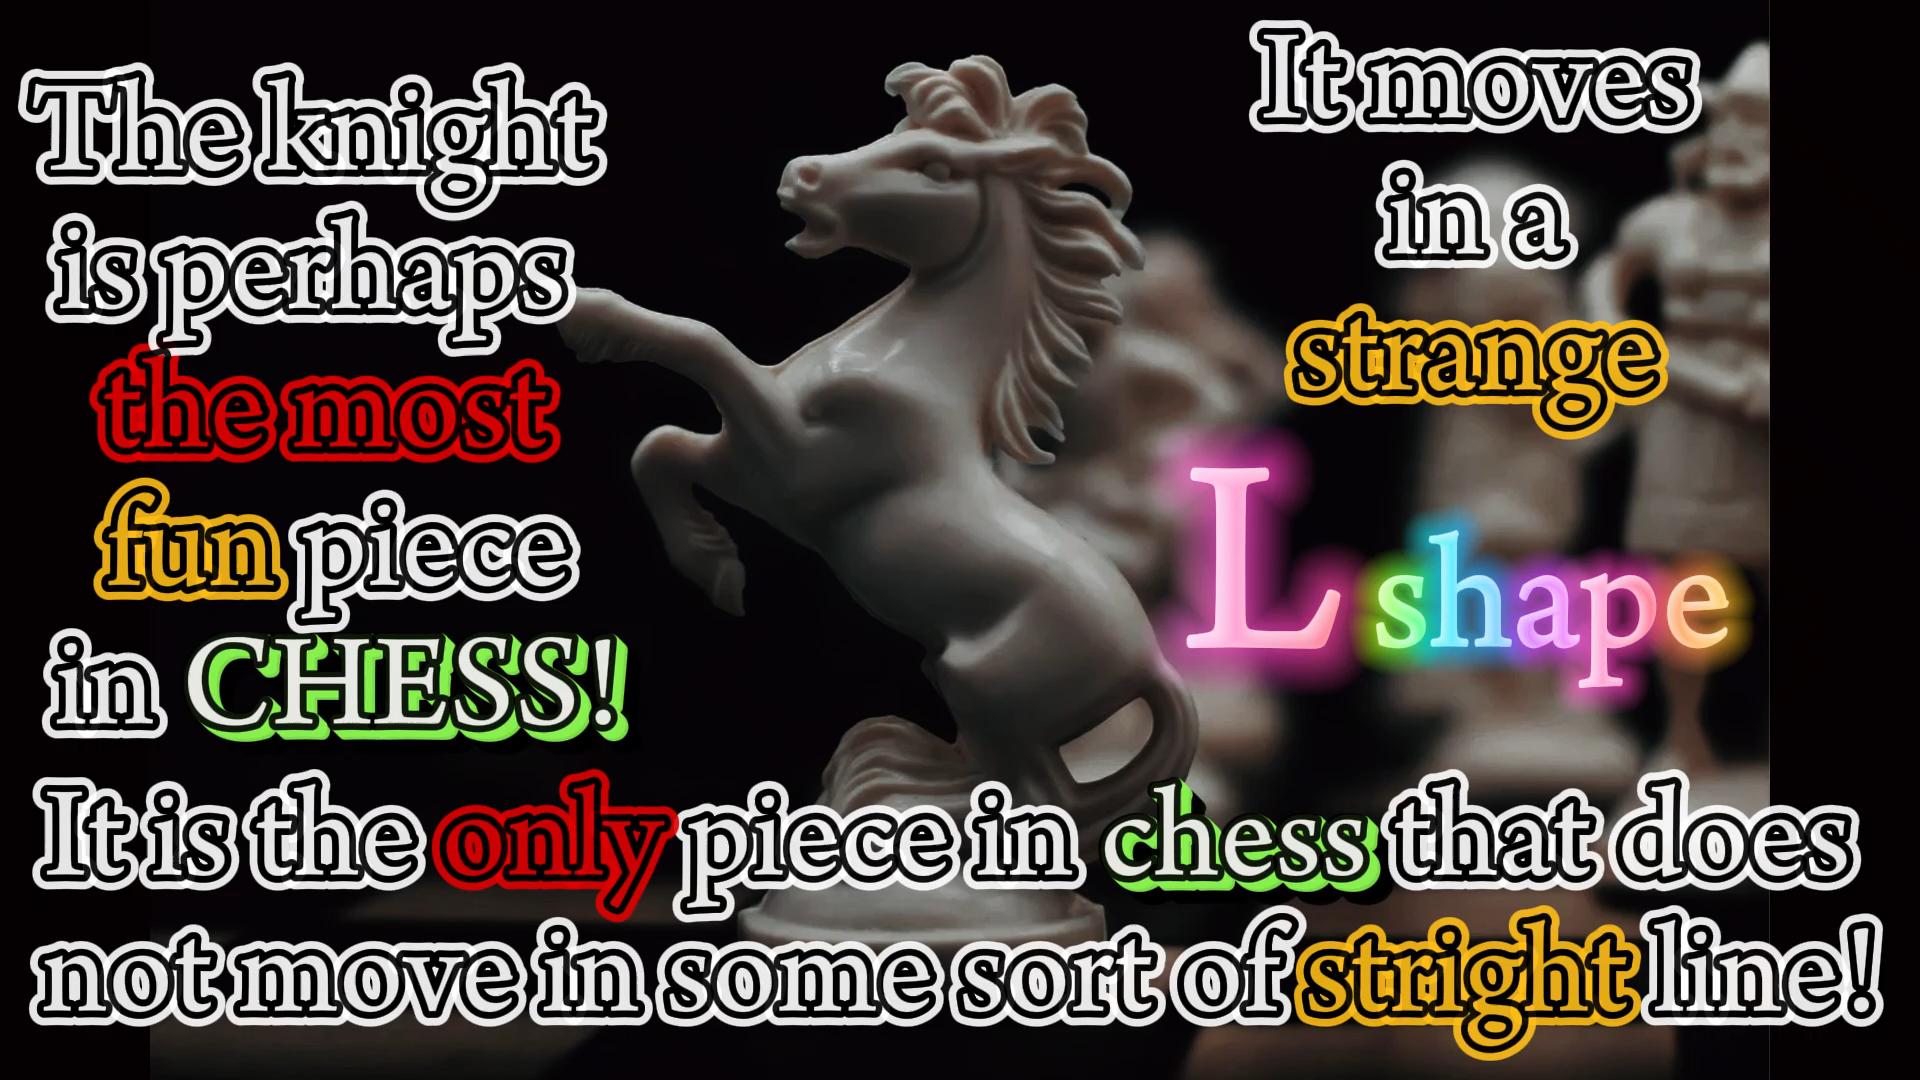 The knight
is perhaps
the most
fun piece
in CHESS!
It moves
in a
strange
L shape
It is the only piece in chess that does
not move in some sort of stright line!